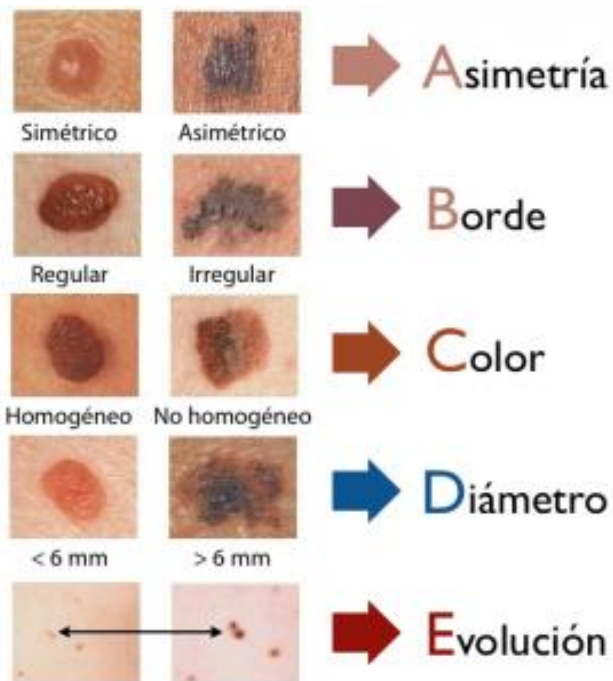 Asimetría
Simétrico Asimétrico
Borde
Regular Irregular
Color
Homogéneo No homogéneo
Diámetro
< 6 mm > 6 mm
Evolución